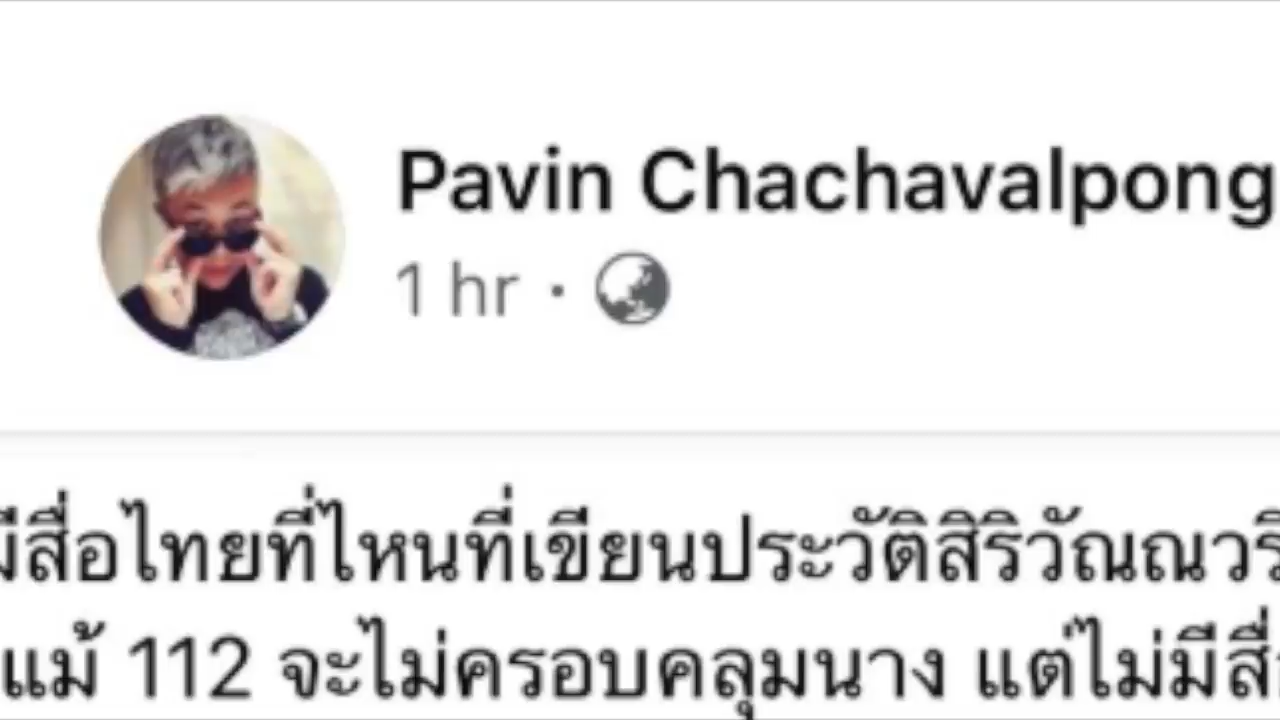 Pavin Chachavalpong
1 hr ·
มีสื่อไทยที่ไหนที่เขียนประวัติสิริวัณณวรี
แม้ 112 จะไม่ครอบคลุมนาง แต่ไม่มีสื่